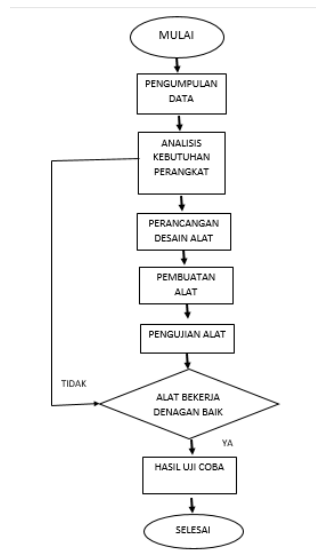 MULAI
PENGUMPULAN
DATA
ANALISIS
KEBUTUHAN
PERANGKAT
PERANCANGAN
DESAIN ALAT
PEMBUATAN
ALAT
PENGUJIAN ALAT
TIDAK
ALAT BEKERJA
DENAGAN BAIK
YA
HASIL UJI COBA
SELESAI